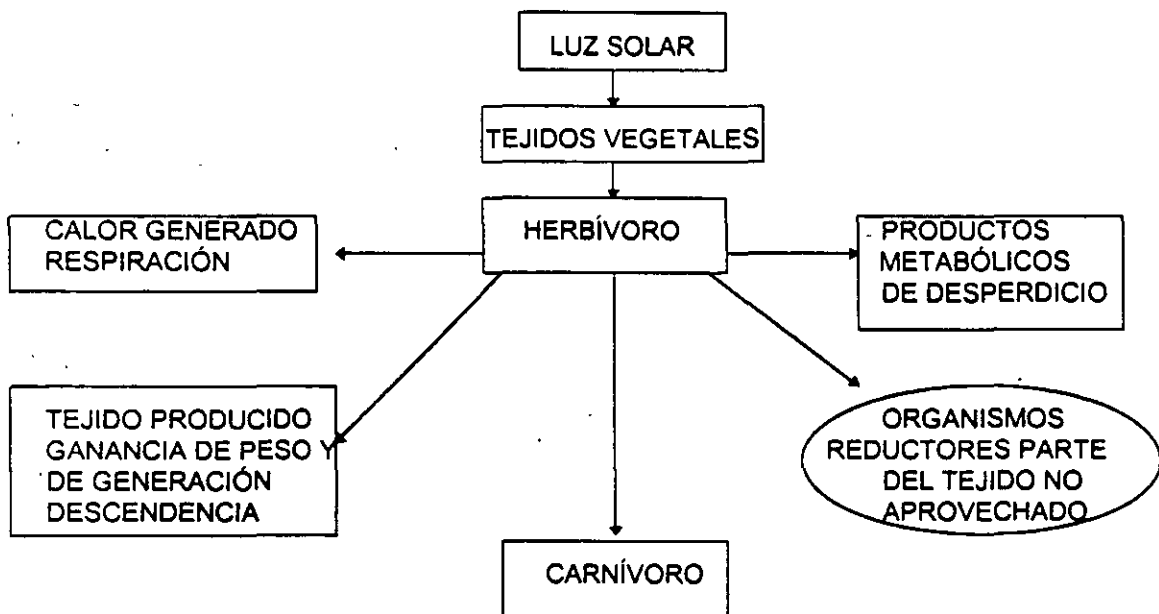 LUZ SOLAR
TEJIDOS VEGETALES
HERBÍVORO
CALOR GENERADO
RESPIRACIÓN
PRODUCTOS
METABÓLICOS
DE DESPERDICIO
TEJIDO PRODUCIDO
GANANCIA DE PESO Y
DE GENERACIÓN
DESCENDENCIA
ORGANISMOS
REDUCTORES PARTE
DEL TEJIDO NO
APROVECHADO
CARNÍVORO